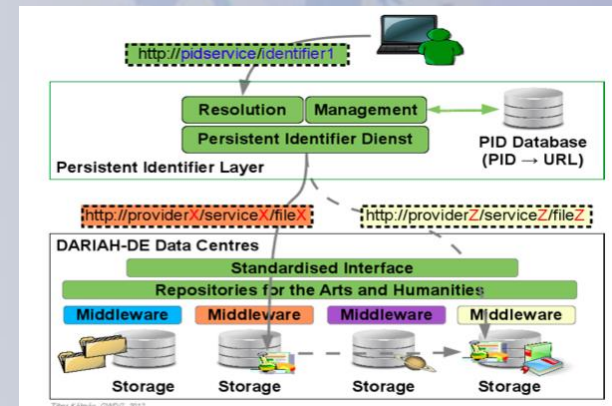 http://pidservice/identifier1
Resolution Management
Persistent Identifier Dienst
PID Database
(PID → URL)
Persistent Identifier Layer
http://providerX/serviceX/fileX http://providerZ/serviceZ/fileZ
DARIAH-DE Data Centres
Standardised Interface
Repositories for the Arts and Humanities
Middleware Middleware Middleware Middleware
Storage Storage Storage Storage